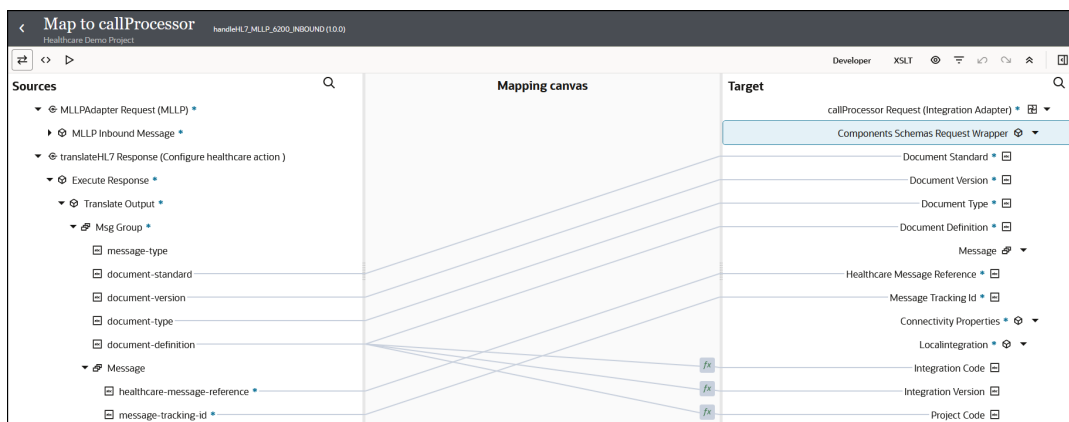 Map to callProcessor handleHL7_MLLP_6200_INBOUND (1.0.0)
Healthcare Demo Project
Developer XSLT
Sources Mapping canvas Target
MLLPAdapter Request (MLLP) * callProcessor Request (Integration Adapter) *
MLLP Inbound Message * Components Schemas Request Wrapper
translateHL7 Response (Configure healthcare action ) Document Standard *
Execute Response * Document Version *
Translate Output * Document Type *
Msg Group * Document Definition *
message-type Message
document-standard Healthcare Message Reference *
document-version Message Tracking Id *
document-type Connectivity Properties *
document-definition Localintegration *
Message fx Integration Code
healthcare-message-reference * fx Integration Version
message-tracking-id * fx Project Code